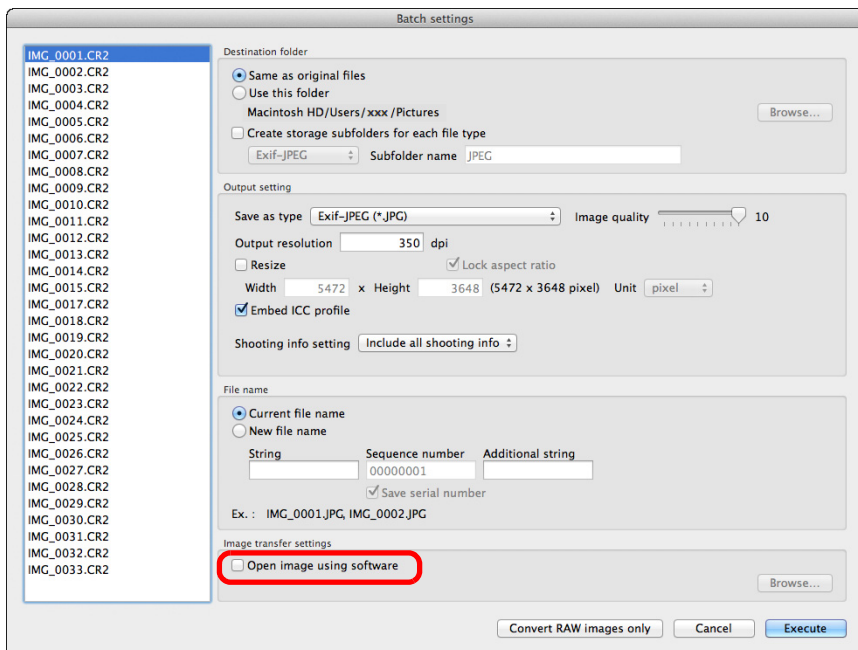 Batch settings
IMG_0001.CR2
IMG_0002.CR2
IMG_0003.CR2
IMG_0004.CR2
IMG_0005.CR2
IMG_0006.CR2
IMG_0007.CR2
IMG_0008.CR2
IMG_0009.CR2
IMG_0010.CR2
IMG_0011.CR2
IMG_0012.CR2
IMG_0013.CR2
IMG_0014.CR2
IMG_0015.CR2
IMG_0017.CR2
IMG_0018.CR2
IMG_0019.CR2
IMG_0020.CR2
IMG_0021.CR2
IMG_0022.CR2
IMG_0023.CR2
IMG_0024.CR2
IMG_0025.CR2
IMG_0026.CR2
IMG_0027.CR2
IMG_0028.CR2
IMG_0029.CR2
IMG_0030.CR2
IMG_0031.CR2
IMG_0032.CR2
IMG_0033.CR2
Destination folder
Same as original files
Use this folder
Macintosh HD/Users/xxx/Pictures Browse...
Create storage subfolders for each file type
Exif-JPEG Subfolder name JPEG
Output setting
Save as type Exif-JPEG (*.JPG) Image quality 10
Output resolution 350 dpi
Resize Lock aspect ratio
Width 5472 x Height 3648 (5472 x 3648 pixel) Unit pixel
Embed ICC profile
Shooting info setting Include all shooting info
File name
Current file name
New file name
String Sequence number Additional string
00000001
Save serial number
Ex. : IMG_0001.JPG, IMG_0002.JPG
Image transfer settings
Open image using software
Browse...
Convert RAW images only Cancel Execute